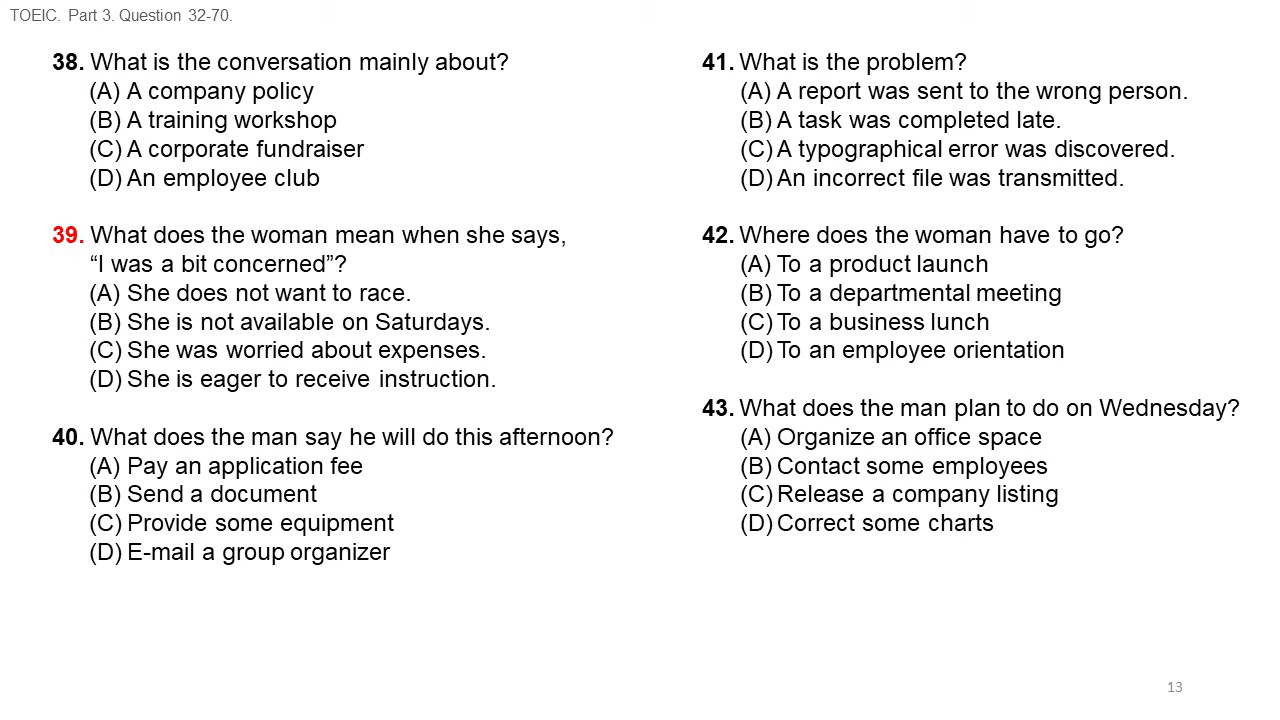 TOEIC. Part 3. Question 32-70.
38. What is the conversation mainly about?
(A) A company policy
(B) A training workshop
(C) A corporate fundraiser
(D) An employee club
39. What does the woman mean when she says,
“I was a bit concerned”?
(A) She does not want to race.
(B) She is not available on Saturdays.
(C) She was worried about expenses.
(D) She is eager to receive instruction.
40. What does the man say he will do this afternoon?
(A) Pay an application fee
(B) Send a document
(C) Provide some equipment
(D) E-mail a group organizer
41. What is the problem?
(A) A report was sent to the wrong person.
(B) A task was completed late.
(C) A typographical error was discovered.
(D) An incorrect file was transmitted.
42. Where does the woman have to go?
(A) To a product launch
(B) To a departmental meeting
(C) To a business lunch
(D) To an employee orientation
43. What does the man plan to do on Wednesday?
(A) Organize an office space
(B) Contact some employees
(C) Release a company listing
(D) Correct some charts
13